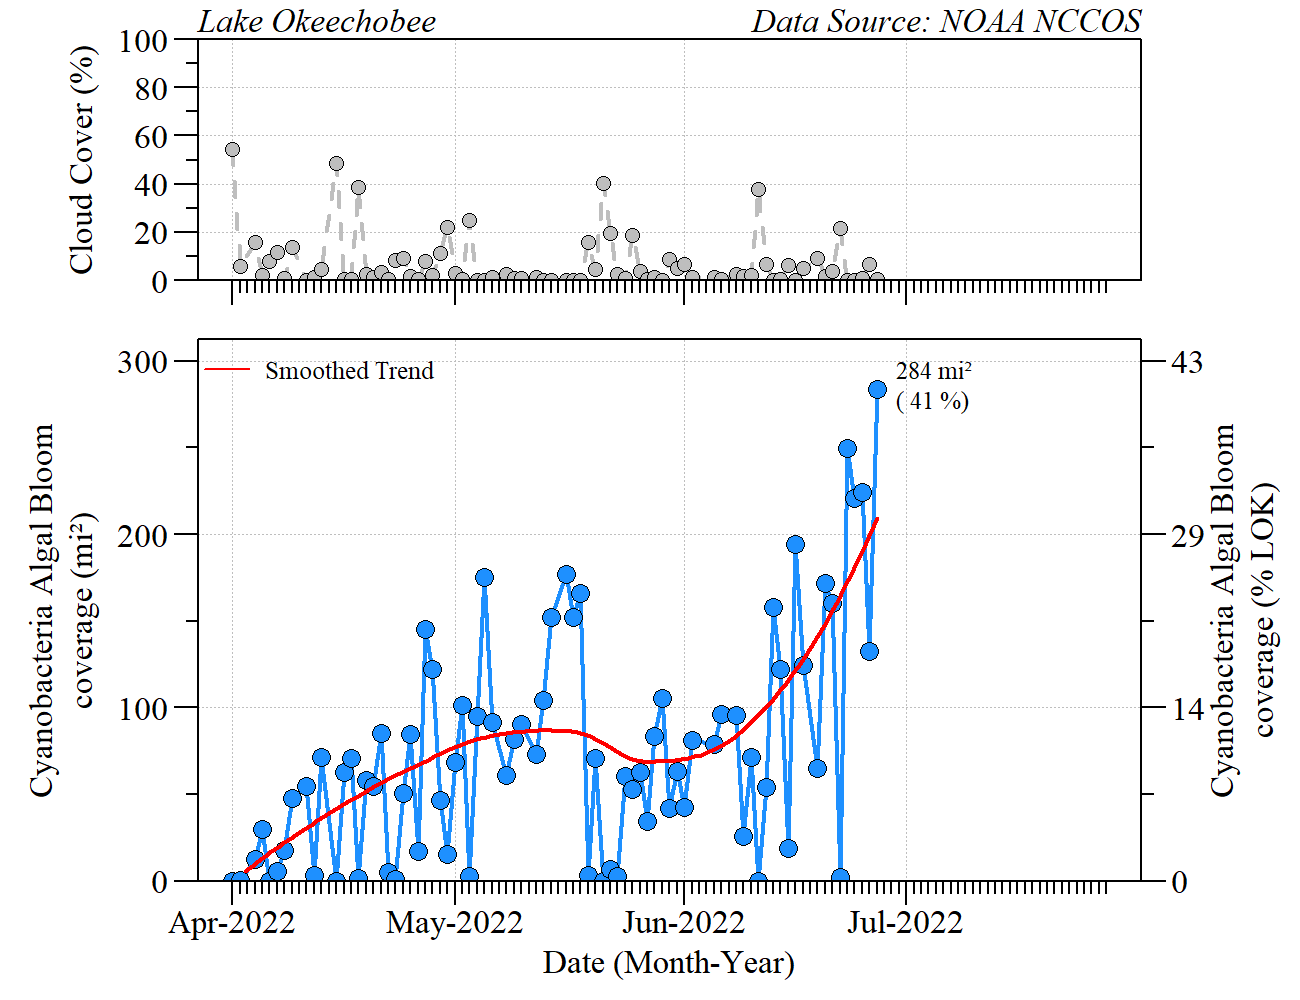 Lake Okeechobee
Data Source: NOAA NCCOS
Cloud Cover (%)
100
80
60
40
20
0
Cyanobacteria Algal Bloom
coverage (mi²)
300
200
100
0
Smoothed Trend
284 mi²
( 41 %)
43
29
14
0
Cyanobacteria Algal Bloom
coverage (% LOK)
Apr-2022
May-2022
Jun-2022
Jul-2022
Date (Month-Year)